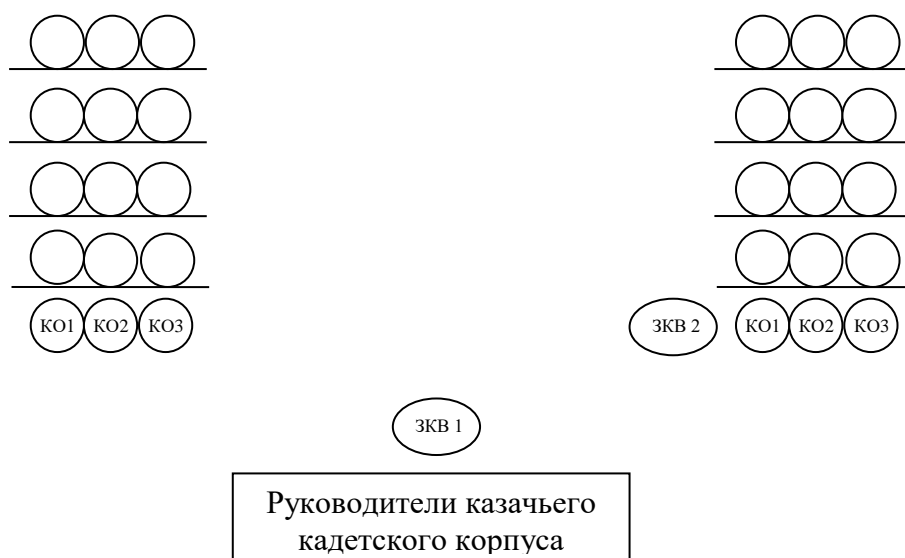 КО1 КО2 КО3 ЗКВ 2 КО1 КО2 КО3
ЗКВ 1
Руководители казачьего
кадетского корпуса